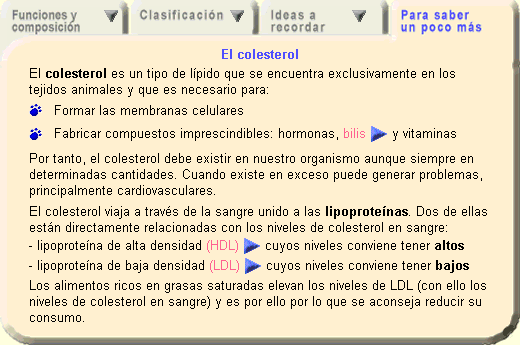 Funciones y
composición
Clasificación
Ideas a
recordar
Para saber
un poco más
El colesterol
El colesterol es un tipo de lípido que se encuentra exclusivamente en los
tejidos animales y que es necesario para:
Formar las membranas celulares
Fabricar compuestos imprescindibles: hormonas, bilis y vitaminas
Por tanto, el colesterol debe existir en nuestro organismo aunque siempre en
determinadas cantidades. Cuando existe en exceso puede generar problemas,
principalmente cardiovasculares.
El colesterol viaja a través de la sangre unido a las lipoproteínas. Dos de ellas
están directamente relacionadas con los niveles de colesterol en sangre:
- lipoproteína de alta densidad (HDL) cuyos niveles conviene tener altos
- lipoproteína de baja densidad (LDL) cuyos niveles conviene tener bajos
Los alimentos ricos en grasas saturadas elevan los niveles de LDL (con ello los
niveles de colesterol en sangre) y es por ello por lo que se aconseja reducir su
consumo.